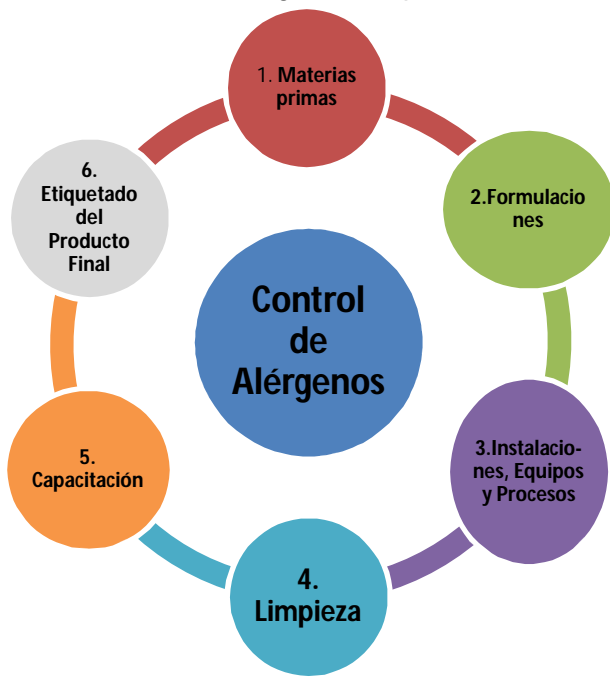 1. Materias
primas
2.Formulacio
nes
3.Instalacio-
nes, Equipos
y Procesos
4.
Limpieza
5.
Capacitación
6.
Etiquetado
del
Producto
Final
Control
de
Alérgenos